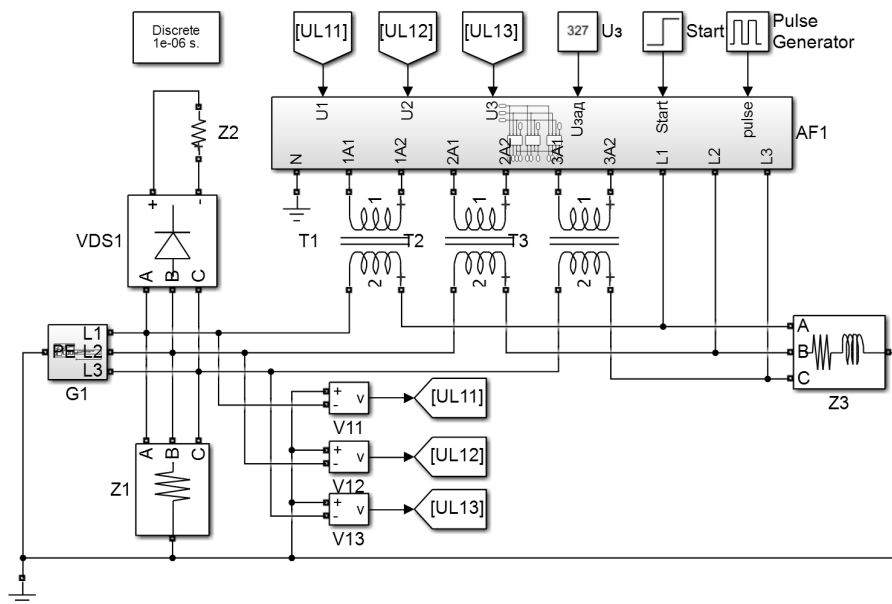 Discrete
1e-06 s.
[UL11]
[UL12]
[UL13]
327
Uз
Start
Pulse
Generator
U1
U2
U3
Uзад
Start
pulse
AF1
N
1A1
1A2
2A1
2A2
3A1
3A2
L1
L2
L3
Z2
+
-
VDS1
A
B
C
T1
1
2
+
+
T2
1
2
+
+
T3
1
2
+
+
L1
L2
L3
G1
A
B
C
Z3
+
-
v
[UL11]
V11
+
-
v
[UL12]
V12
+
-
v
[UL13]
V13
A
B
C
Z1